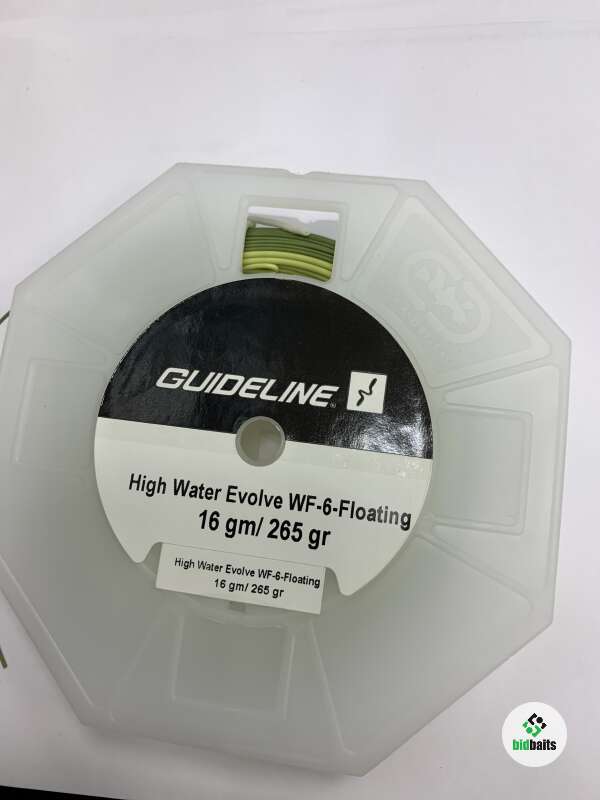 GUIDELINE
High Water Evolve WF-6-Floating
16 gm/ 265 gr
High Water Evolve WF-6-Floating
16 gm/ 265 gr
bidbaits